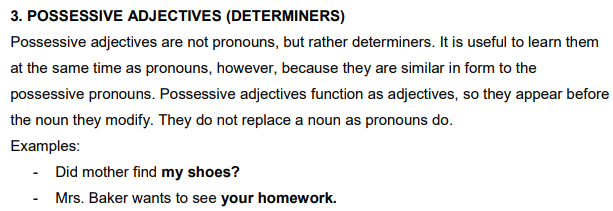 3. POSSESSIVE ADJECTIVES (DETERMINERS)
Possessive adjectives are not pronouns, but rather determiners. It is useful to learn them
at the same time as pronouns, however, because they are similar in form to the
possessive pronouns. Possessive adjectives function as adjectives, so they appear before
the noun they modify. They do not replace a noun as pronouns do.
Examples:
- Did mother find my shoes?
- Mrs. Baker wants to see your homework.